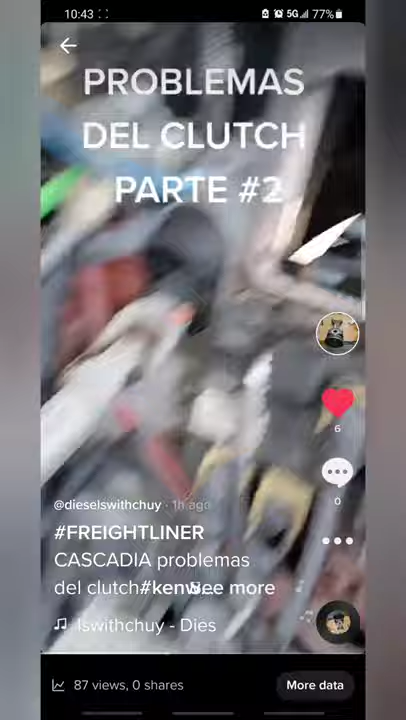 10:43
5G 77%
PROBLEMAS
DEL CLUTCH
PARTE #2
6
0
@dieselswithchuy · 1h ago
#FREIGHTLINER
CASCADIA problemas
del clutch #kenw... See more
lswithchuy - Dies
87 views, 0 shares
More data